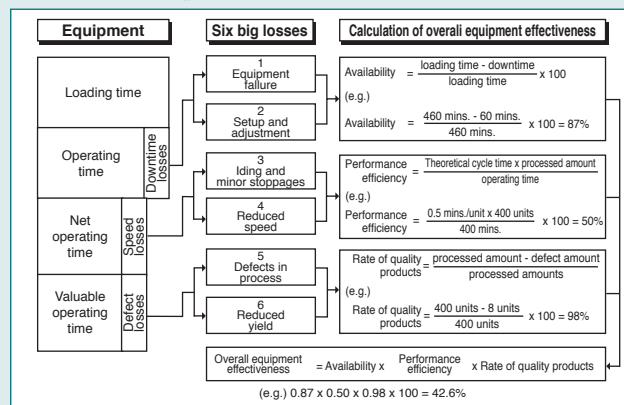 Equipment
Six big losses
Calculation of overali equipment effectiveness
Loading time
Operating
time
Downtime
losses
Net
operating
time
Speed
losses
Valuable
operating
time
Defect
losses
1
Equipment
failure
2
Setup and
adjustment
3
Iding and
minor stoppages
4
Reduced
speed
5
Defects in
process
6
Reduced
yield
Availability = loading time - downtime
loading time
x 100
(e.g.)
Availability = 460 mins. - 60 mins.
460 mins.
x 100 = 87%
Performance
efficiency
= Theoretical cycle time x processed amount
operating time
(e.g.)
Performance
efficiency
= 0.5 mins./unit x 400 units
400 mins.
x 100 = 50%
Rate of quality
products
= processed amount - defect amount
processed amounts
(e.g.)
Rate of quality
products
= 400 units - 8 units
400 units
x 100 = 98%
Overall equipment
effectiveness
= Availability x
Performance
efficiency
x Rate of quality products
(e.g.) 0.87 x 0.50 x 0.98 x 100 = 42.6%